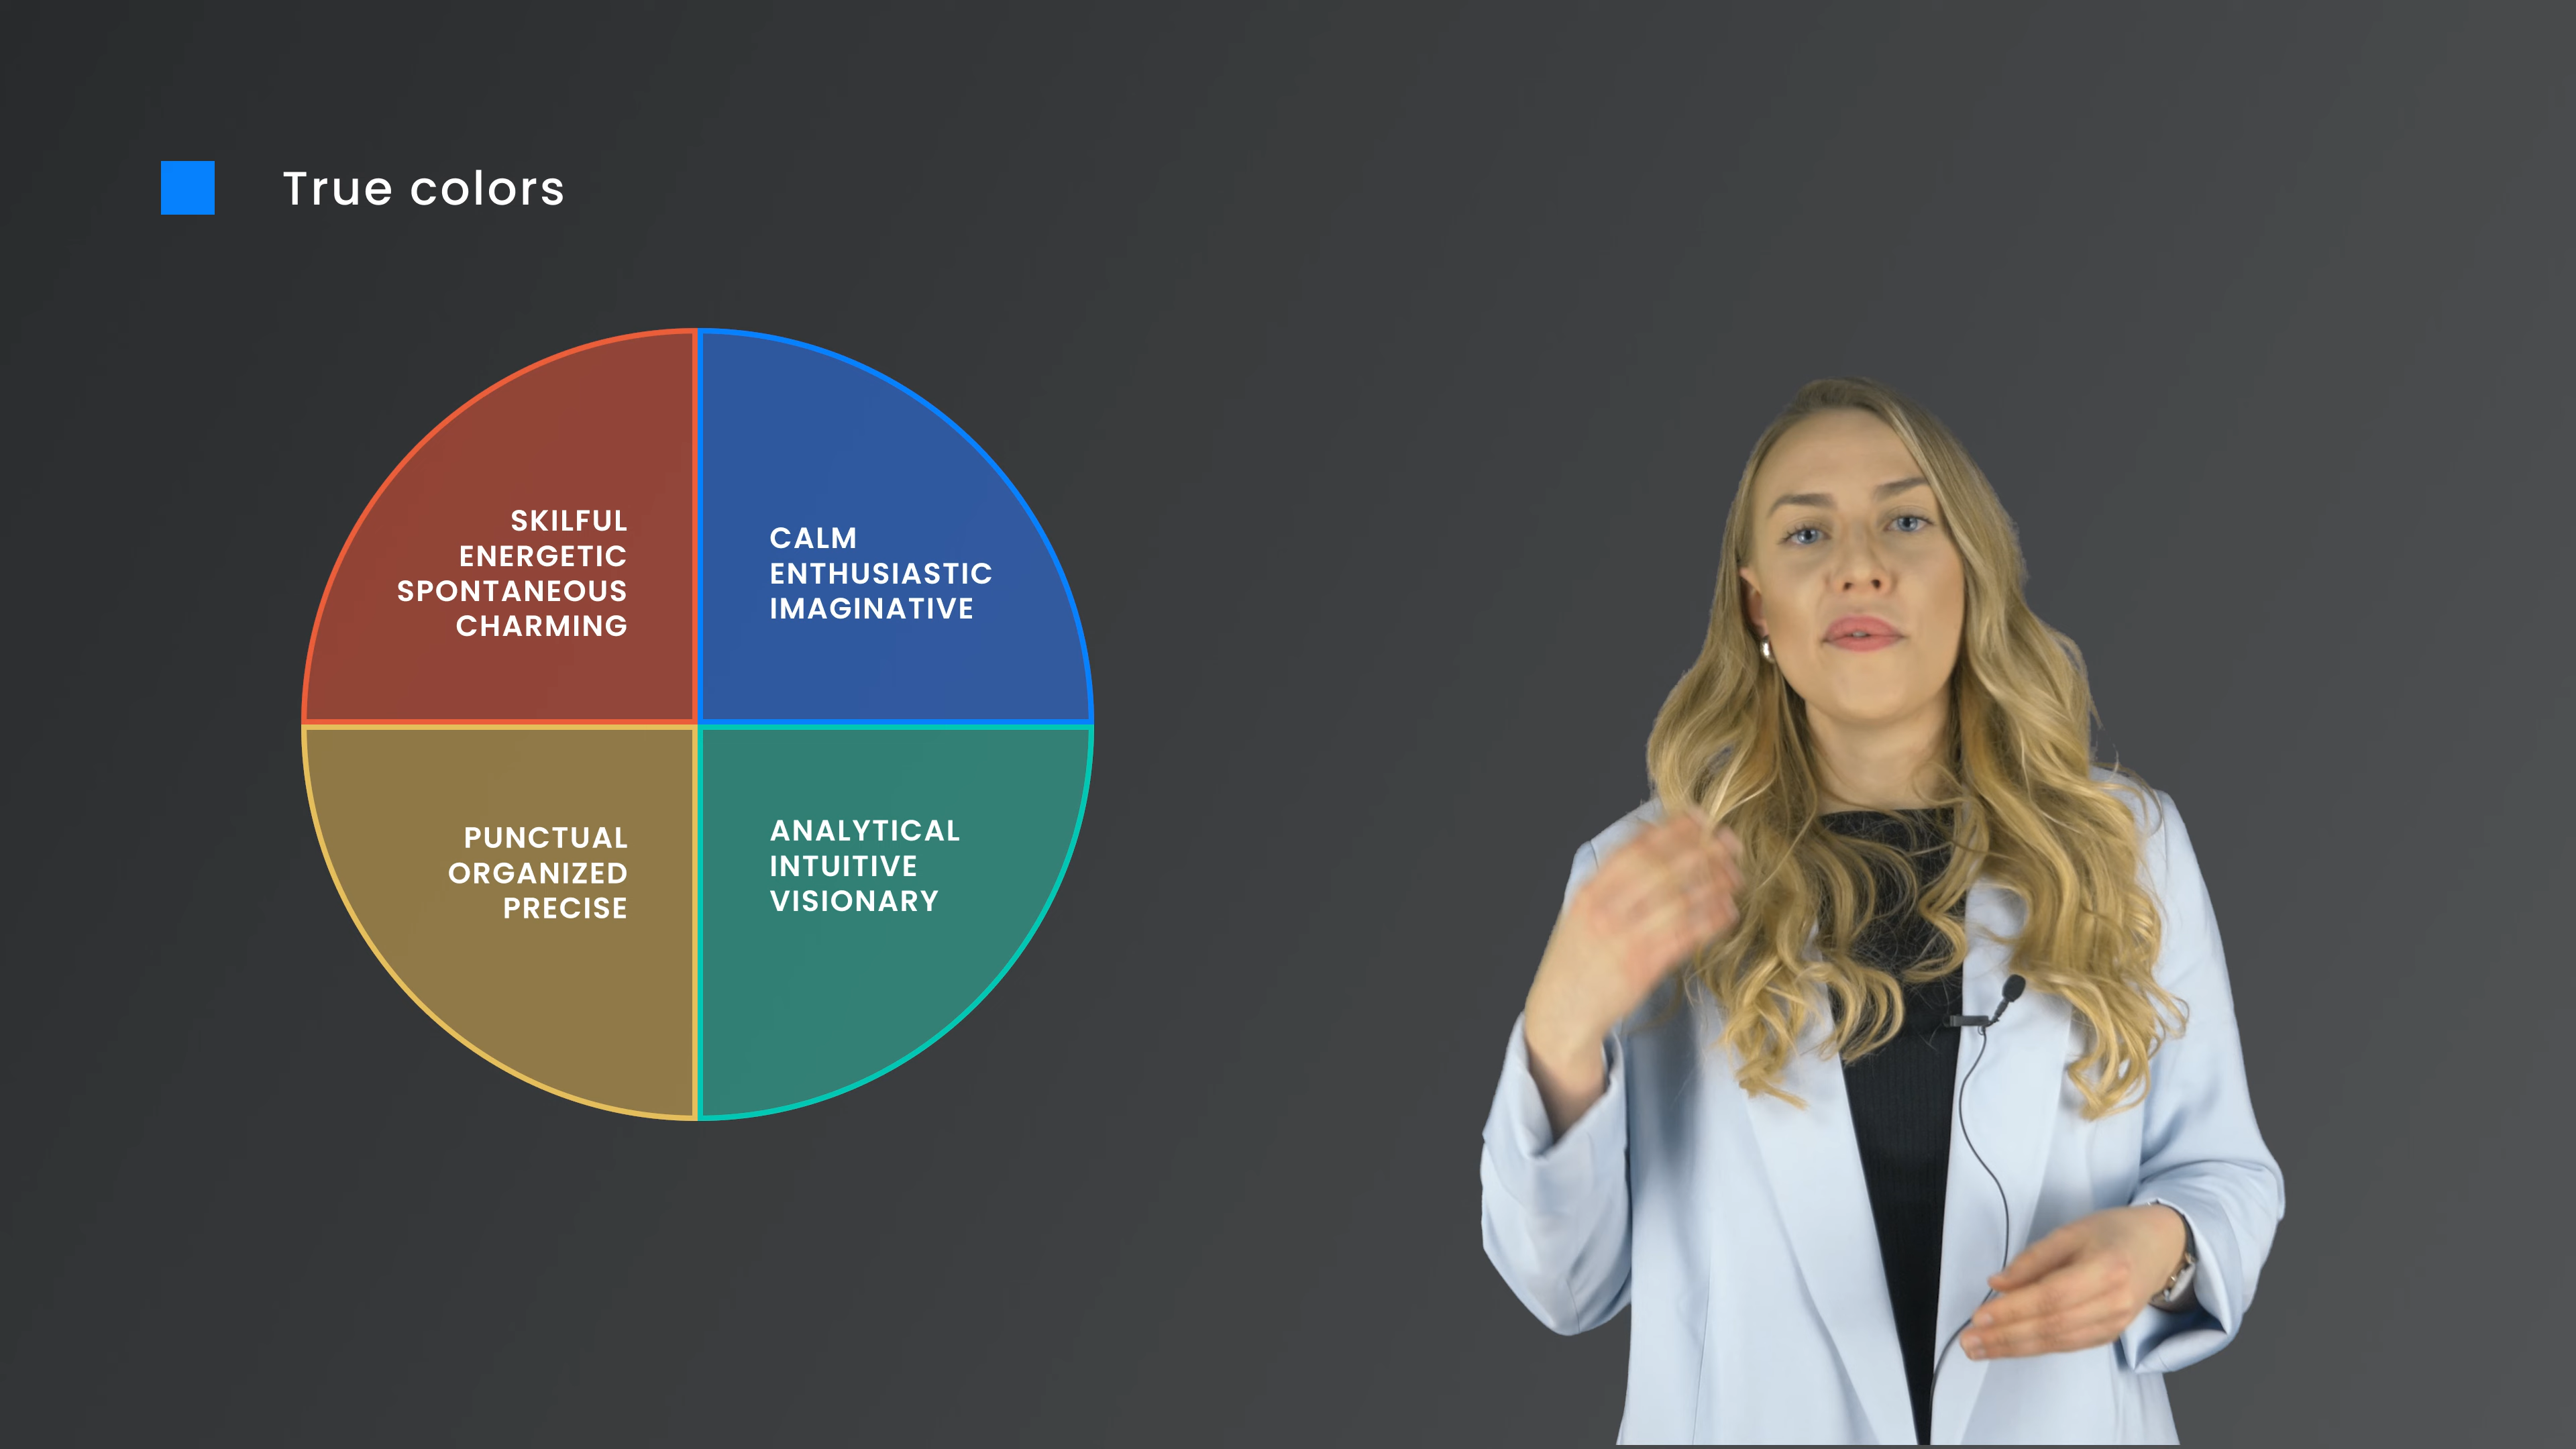 True colors
SKILFUL
ENERGETIC
SPONTANEOUS
CHARMING
CALM
ENTHUSIASTIC
IMAGINATIVE
PUNCTUAL
ORGANIZED
PRECISE
ANALYTICAL
INTUITIVE
VISIONARY